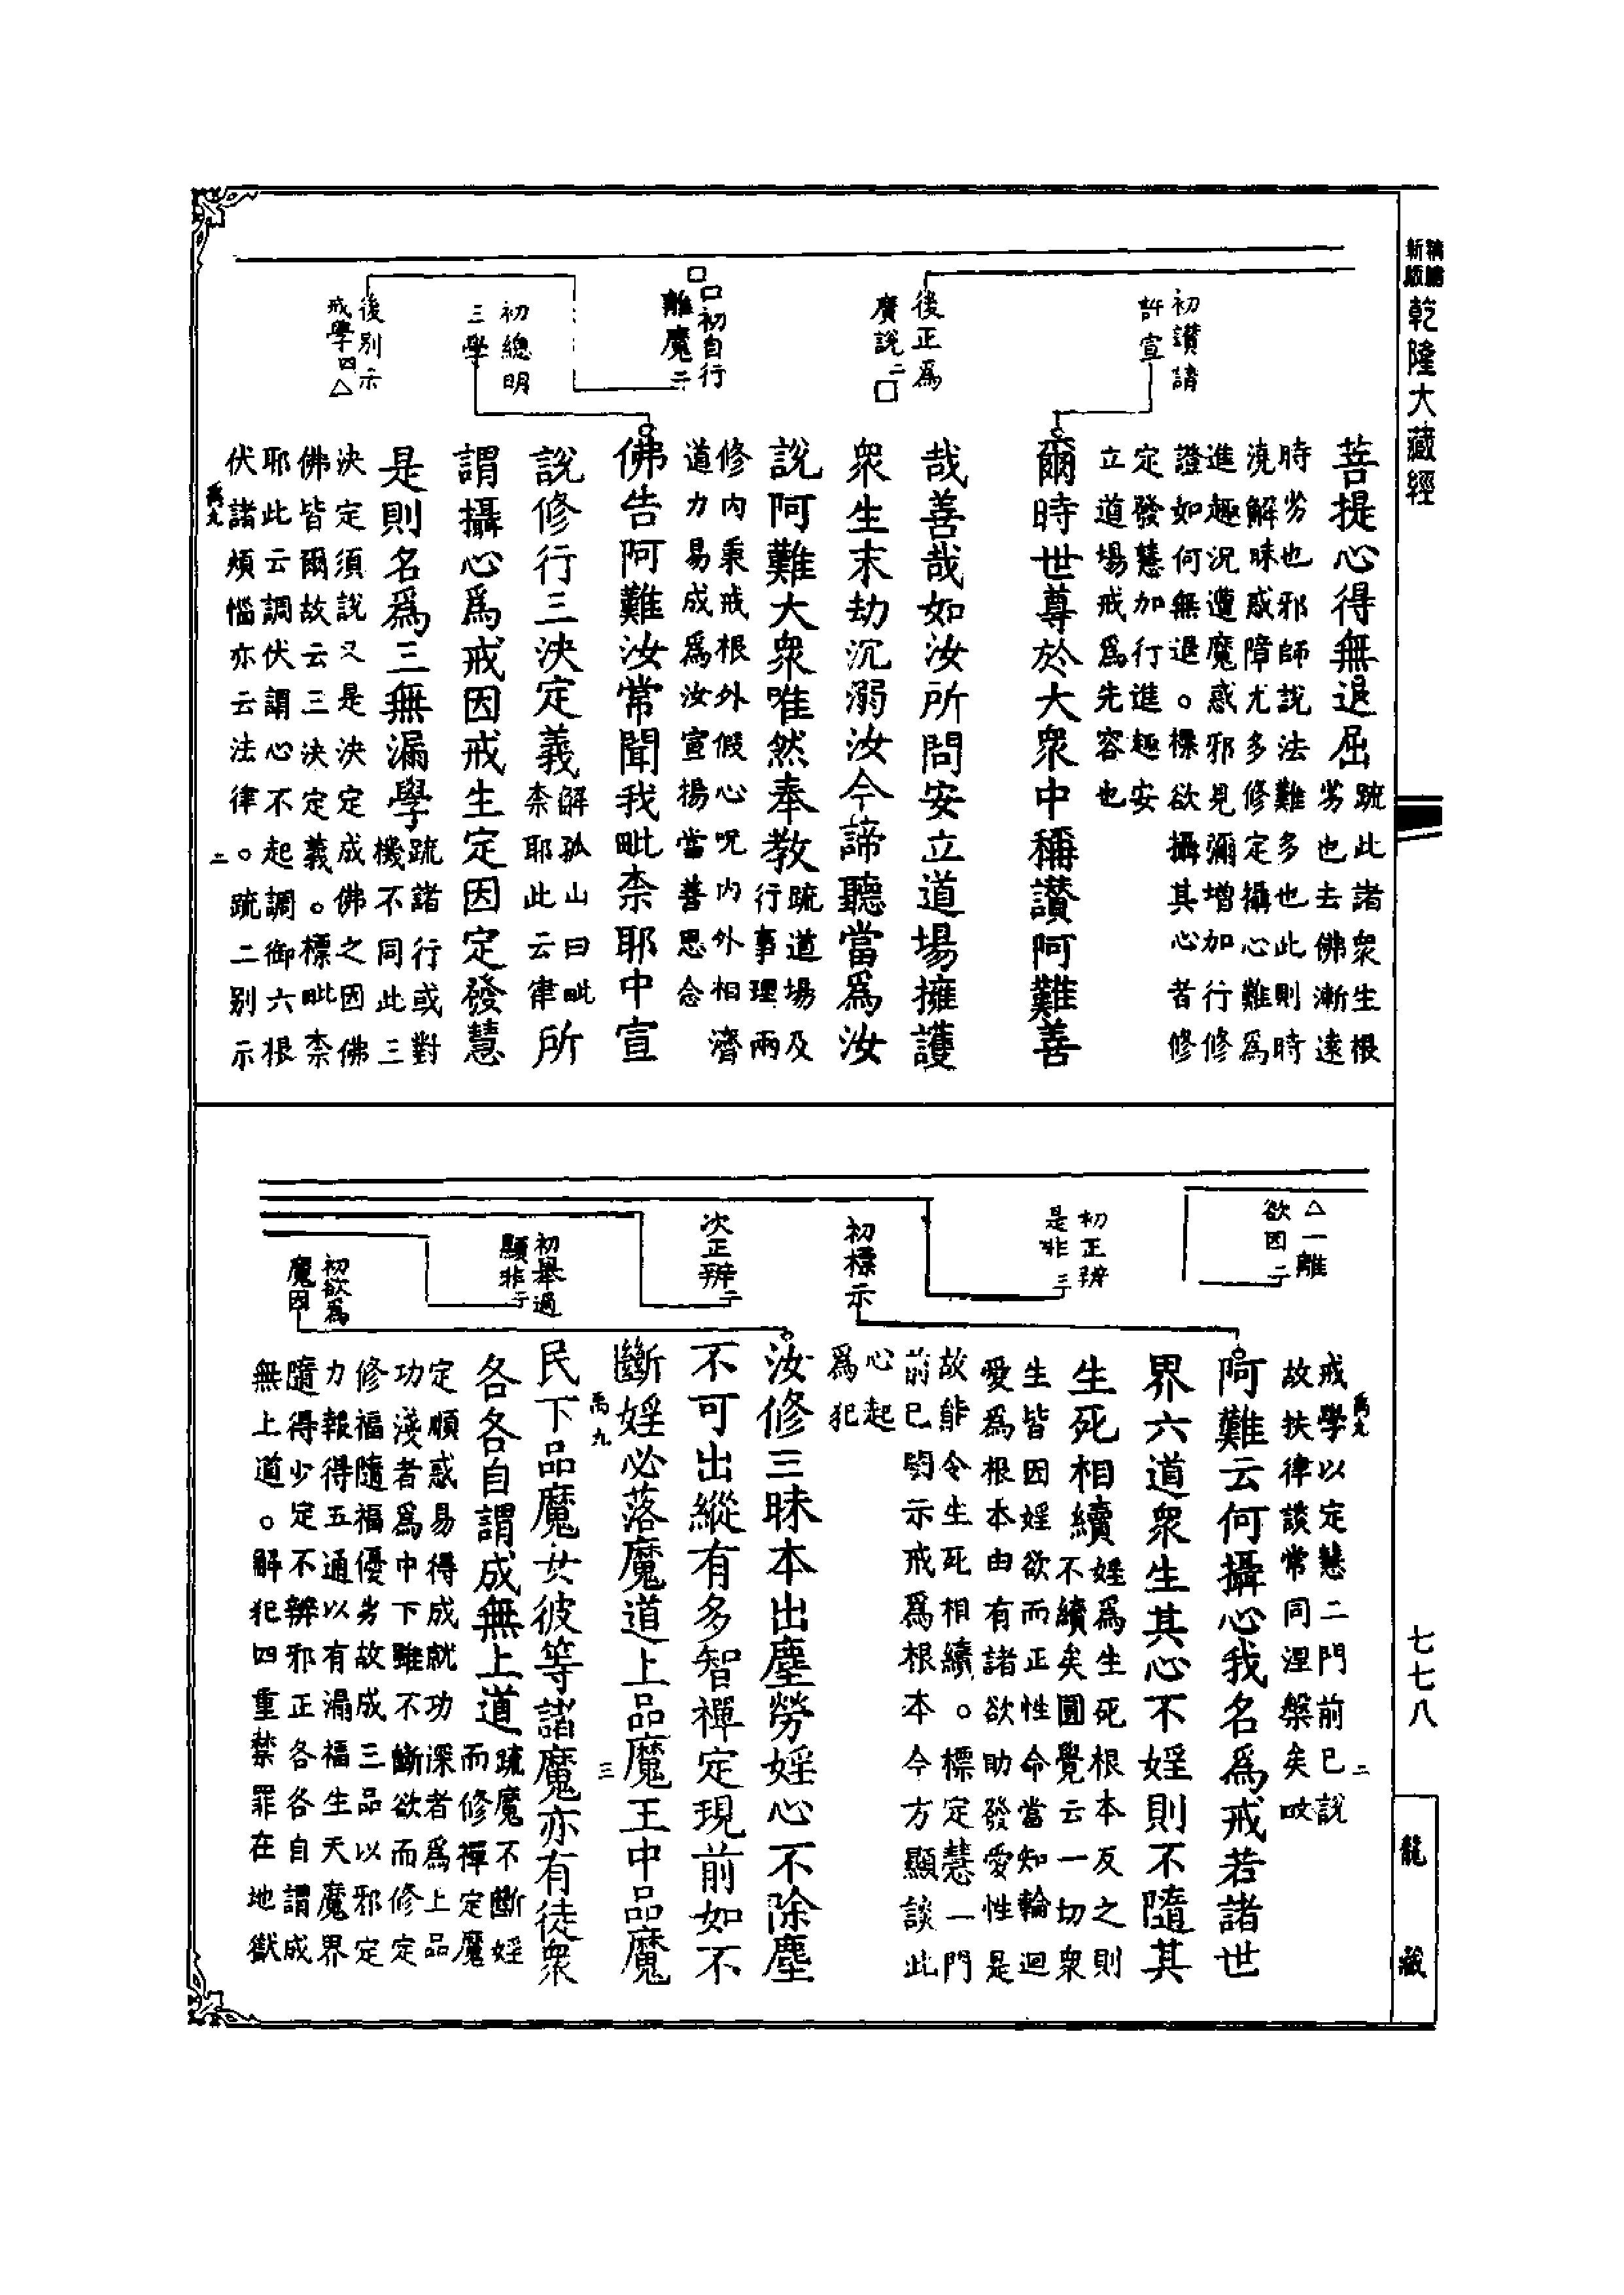 新 精
版 繡
乾隆大藏經
七七八
龍藏
初讚請
許宣
後正爲
廣說二□
□初自行
□離魔二
初總明
三學
後別示
戒學四△
菩提心得無退屈
疏此諸衆生根
劣也去佛漸遠
時劣也邪師說法難多也此則時
澆解昧惑障尤多修定攝心難爲
進趣況遭魔惑邪見彌增加行修
證如何無退。標欲攝其心者修
定發慧加行進趣安
立道場戒爲先容也
爾時世尊於大衆中稱讚阿難善
哉善哉如汝所問安立道場擁護
衆生末劫沉溺汝今諦聽當爲汝
說阿難大衆唯然奉教
疏道場及
行事理兩
修內秉戒根外假心呪內外相濟
道力易成爲汝宣揚當善思念
佛告阿難汝常聞我毗柰耶中宣
說修行三決定義
解孤山曰毗
柰耶此云律
所
謂攝心爲戒因戒生定因定發慧
是則名爲三無漏學
疏諸行或對
機不同此三
決定須說又是決定成佛之因佛
佛皆爾故云三決定義。標毗柰
耶此云調伏謂心不起調御六根
伏諸煩惱亦云法律。疏二別示
禹九
二
△一離
欲因二
初正辨
是非三
初標示
次正辨二
初舉過
顯非二
初欲爲
魔因
禹九
二
戒學以定慧二門前已說
故扶律談常同涅槃矣
阿難云何攝心我名爲戒若諸世
界六道衆生其心不婬則不隨其
生死相續
婬爲生死根本反之則
不續矣圓覺云一切衆
生皆因婬欲而正性命當知輪迴
愛爲根本由有諸欲助發愛性是
故能令生死相續。標定慧一門
前已開示戒爲根本今方顯談此
心起
爲犯
汝修三昧本出塵勞婬心不除塵
不可出縱有多智禪定現前如不
斷婬必落魔道上品魔王中品魔
禹九
三
民下品魔女彼等諸魔亦有徒衆
各各自謂成無上道
疏魔不斷婬
而修禪定魔
定順惑易得成就功深者爲上品
功淺者爲中下雖不斷欲而修定
修福隨福優劣故成三品以邪定
力報得五通以有漏福生天魔界
隨得少定不辨邪正各各自謂成
無上道。解犯四重禁罪在地獄